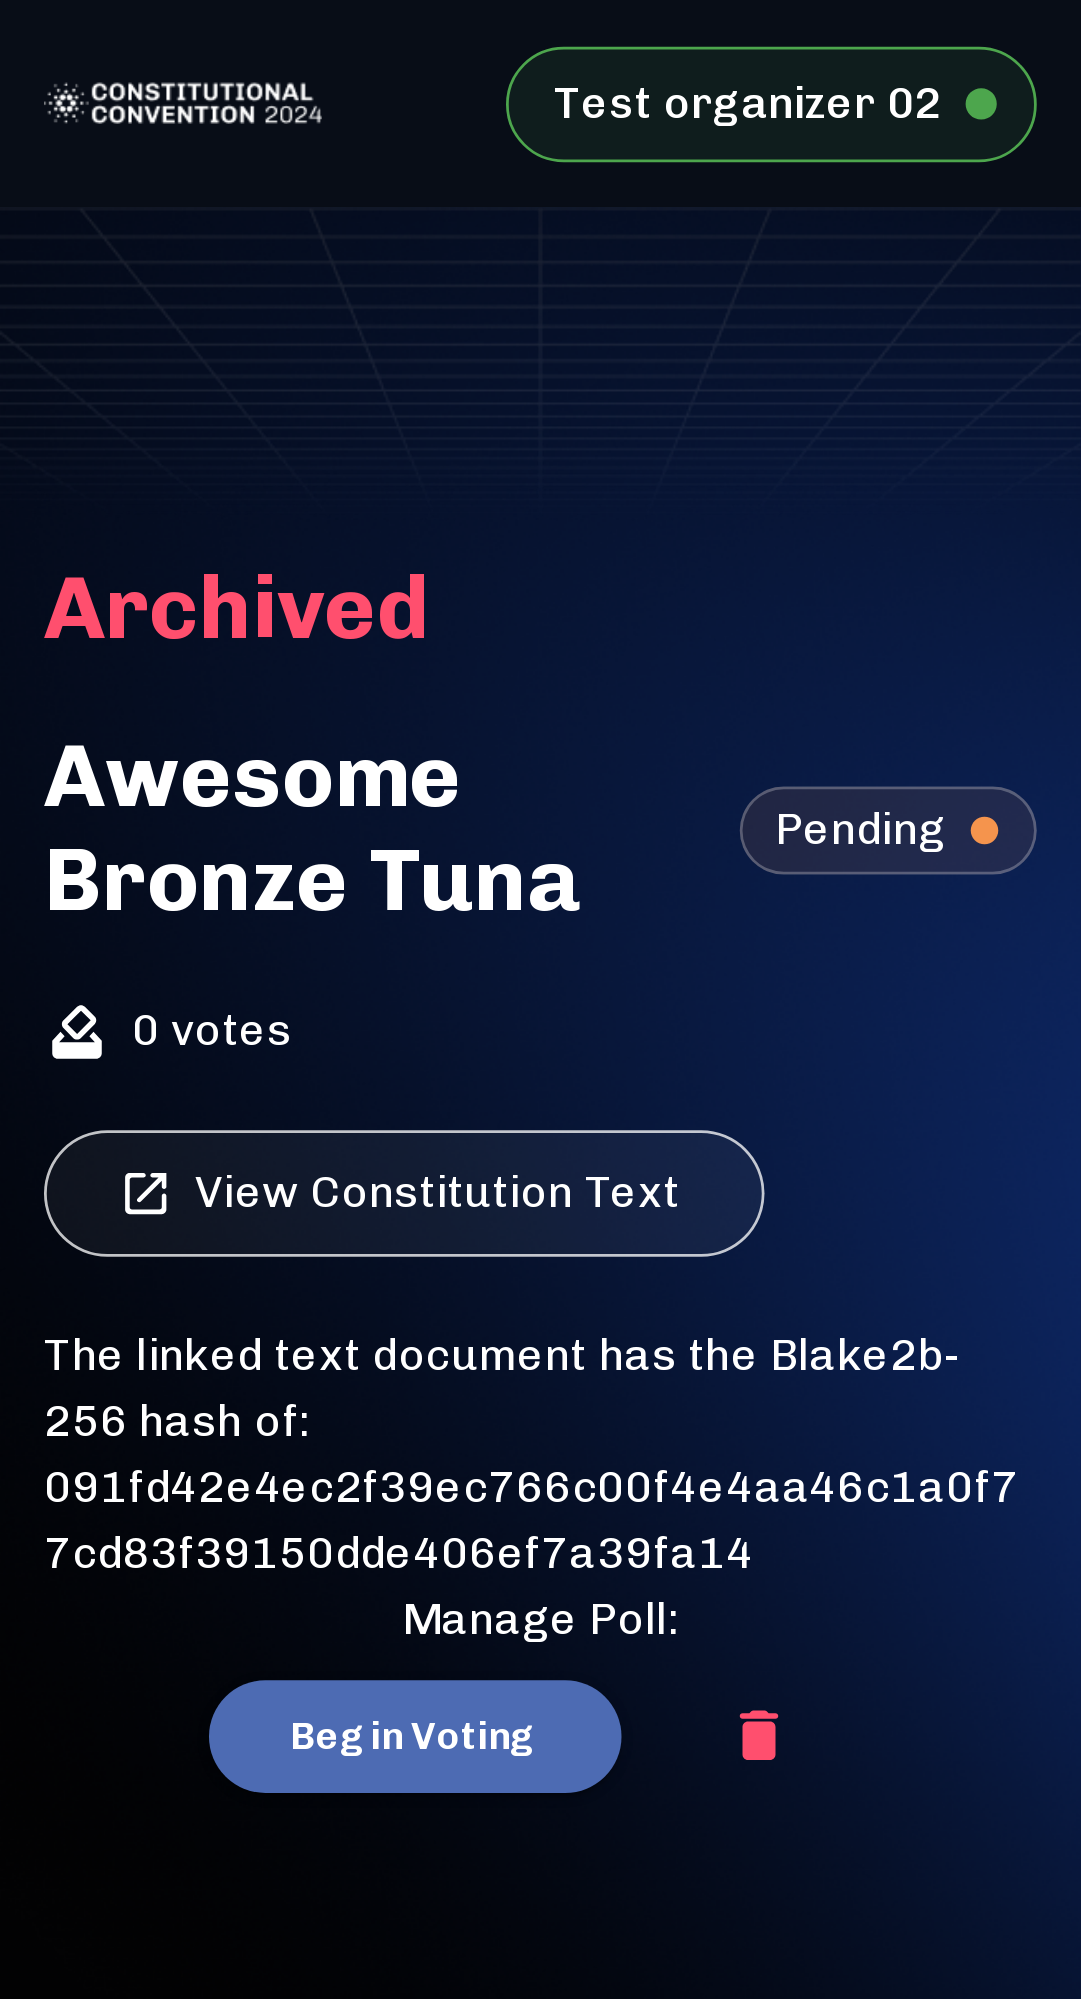 CONSTITUTIONAL
CONVENTION 2024
Test organizer 02
Archived
Awesome
Bronze Tuna
Pending
0 votes
View Constitution Text
The linked text document has the Blake2b-
256 hash of:
091fd42e4ec2f39ec766c00f4e4aa46c1a0f7
7cd83f39150dde406ef7a39fa14
Manage Poll:
Begin Voting